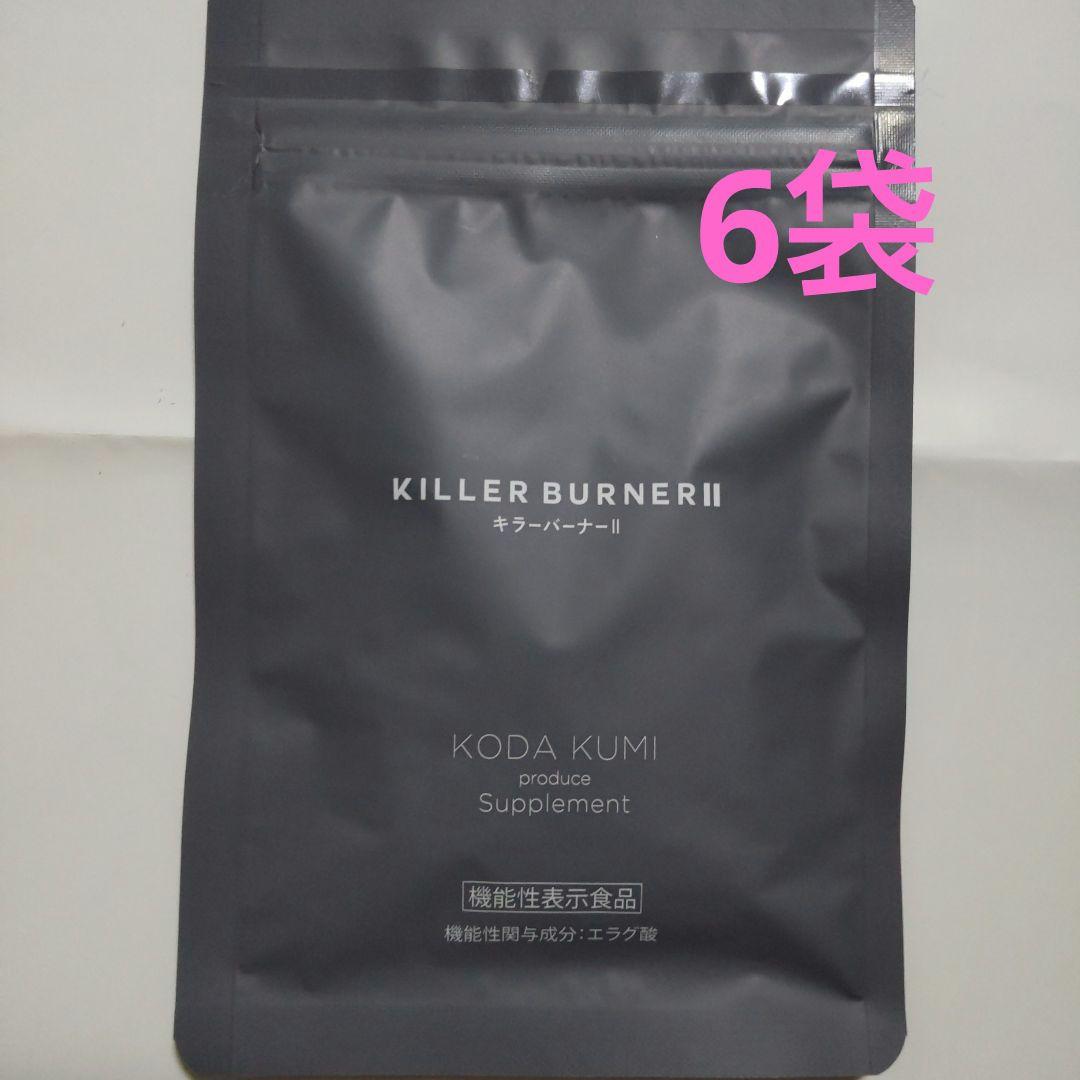 6袋
KILLER BURNERⅡ
キラーバーナーⅡ
KODA KUMI
produce
Supplement
機能性表示食品
機能性関与成分：エラグ酸